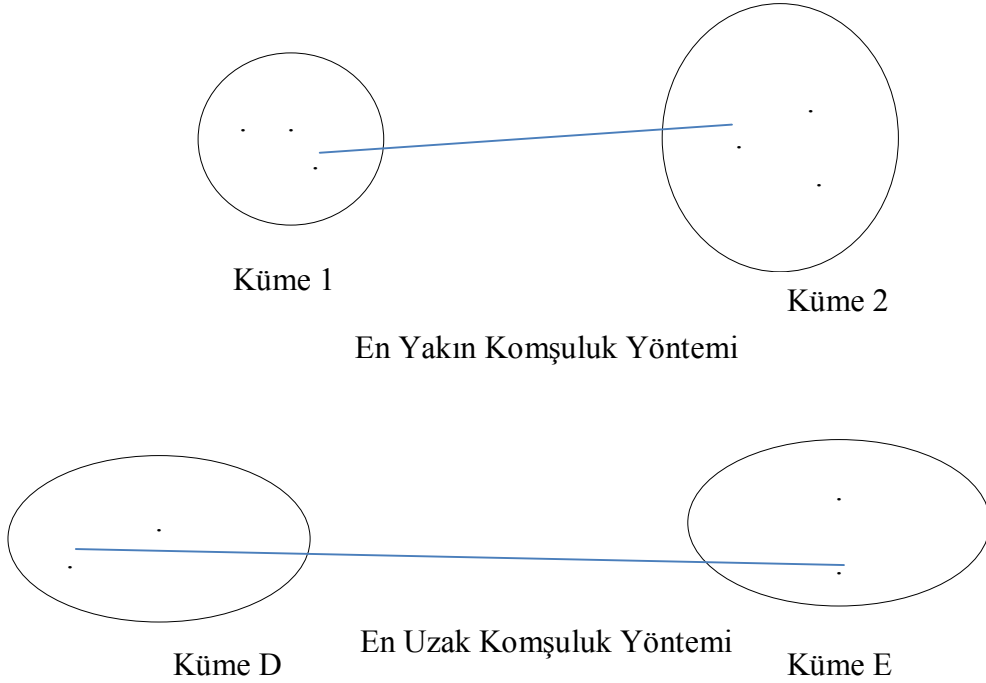 Küme 1
Küme 2
En Yakın Komşuluk Yöntemi
Küme D
En Uzak Komşuluk Yöntemi
Küme E